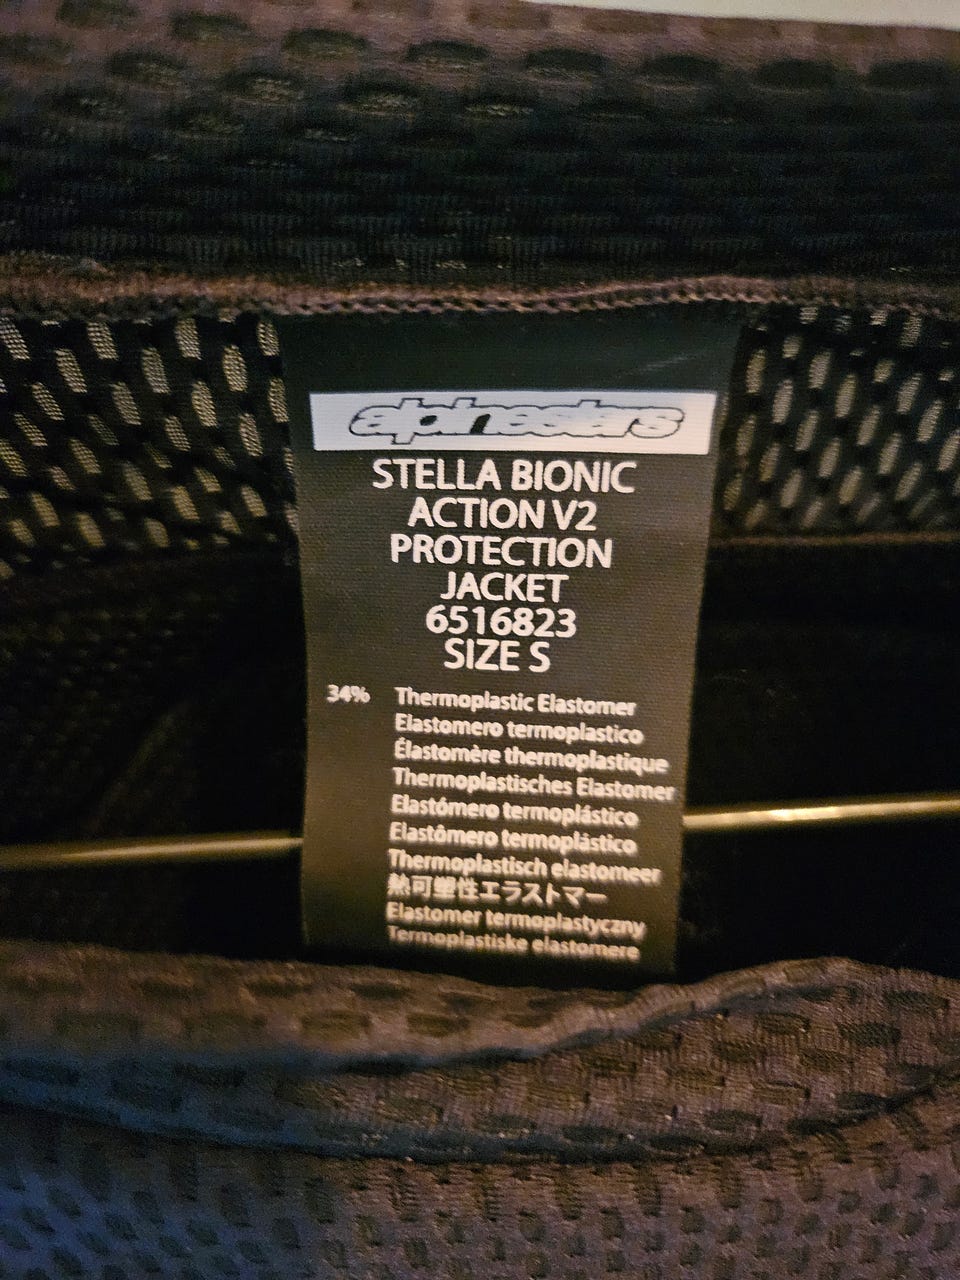 alpinestars
STELLA BIONIC
ACTION V2
PROTECTION
JACKET
6516823
SIZE S
34% Thermoplastic Elastomer
Elastomero termoplastico
Élastomère thermoplastique
Thermoplastisches Elastomer
Elastómero termoplástico
Elastômero termoplástico
Thermoplastisch elastomeer
熱可塑性エラストマー
Elastomer termoplastyczny
Termoplastiske elastomere